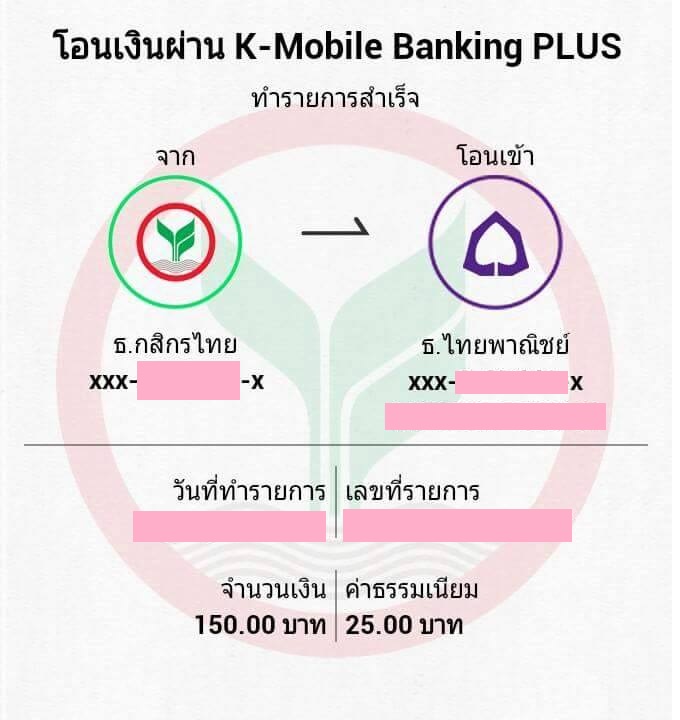 โอนเงินผ่าน K-Mobile Banking PLUS
ทำรายการสำเร็จ
จาก
โอนเข้า
ธ.กสิกรไทย
xxx- -x
ธ.ไทยพาณิชย์
xxx- x
วันที่ทำรายการ
เลขที่รายการ
จำนวนเงิน
150.00 บาท
ค่าธรรมเนียม
25.00 บาท